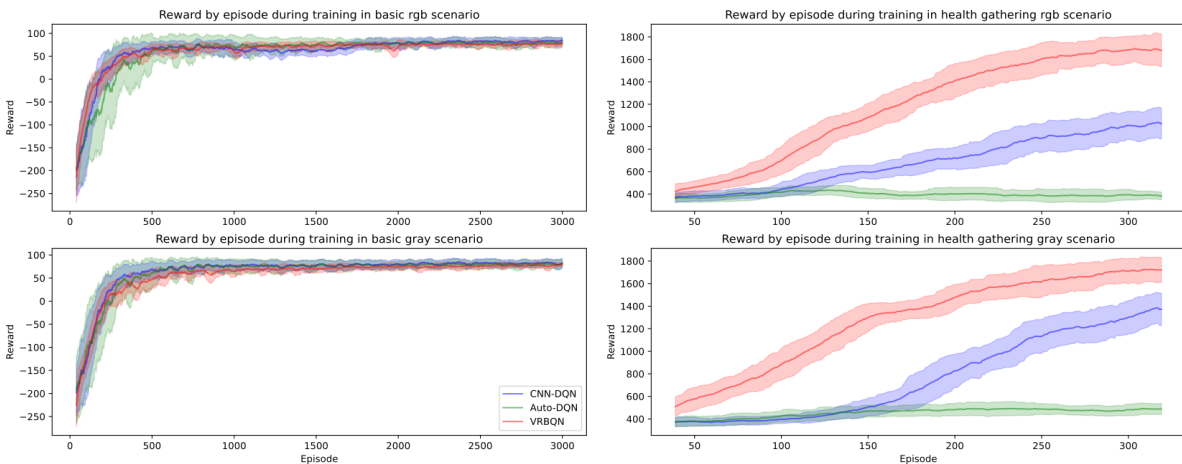 Reward by episode during training in basic rgb scenario
100
50
0
−50
−100
−150
−200
−250
Reward
0 500 1000 1500 2000 2500 3000
Reward by episode during training in health gathering rgb scenario
1800
1600
1400
1200
1000
800
600
400
Reward
50 100 150 200 250 300
Reward by episode during training in basic gray scenario
100
50
0
−50
−100
−150
−200
−250
Reward
CNN-DQN
Auto-DQN
VRBQN
0 500 1000 1500 2000 2500 3000
Episode
Reward by episode during training in health gathering gray scenario
1800
1600
1400
1200
1000
800
600
400
Reward
50 100 150 200 250 300
Episode